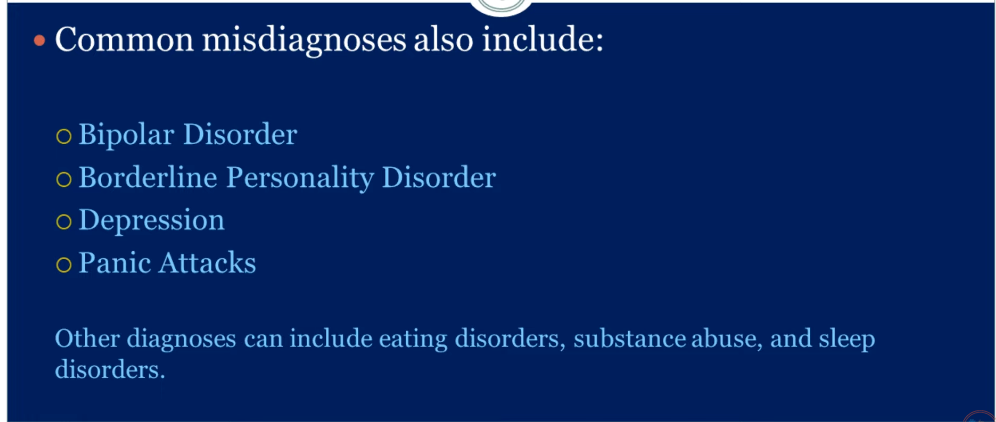 Common misdiagnoses also include:
Bipolar Disorder
Borderline Personality Disorder
Depression
Panic Attacks
Other diagnoses can include eating disorders, substance abuse, and sleep
disorders.